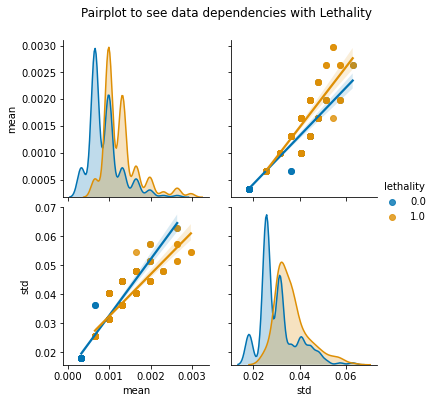 Pairplot to see data dependencies with Lethality
0.0030
0.0025
0.0020
0.0015
0.0010
0.0005
mean
lethality
0.0
1.0
0.07
0.06
0.05
0.04
0.03
0.02
std
0.000 0.001 0.002 0.003
mean
0.02 0.04 0.06
std